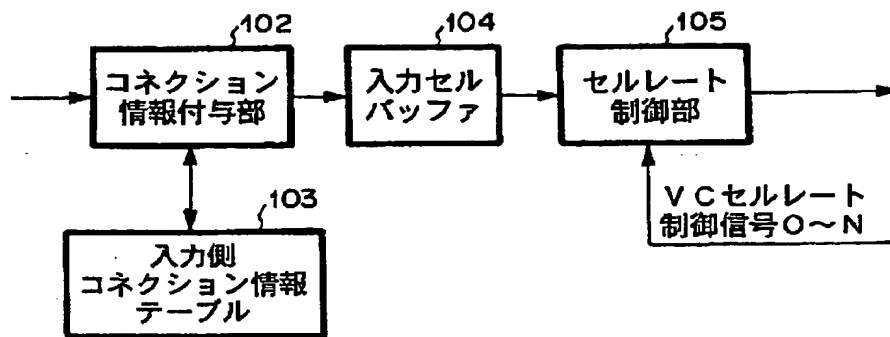 102
コネクション
情報付与部
104
入力セル
バッファ
105
セルレート
制御部
103
入力側
コネクション情報
テーブル
VCセルレート
制御信号0〜N